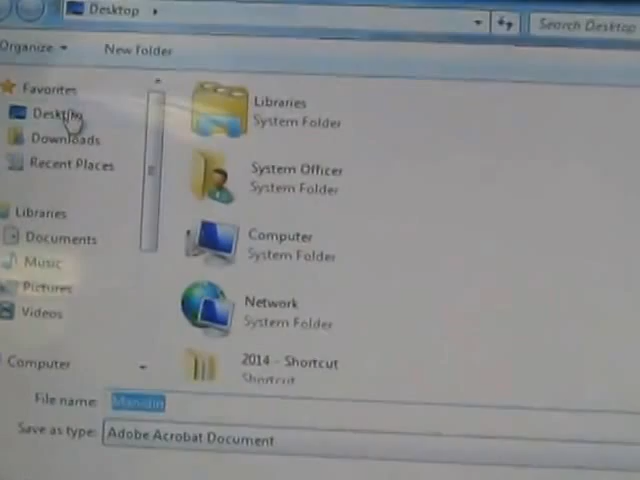 Desktop
Search Desktop
Organize
New folder
Favorites
Desktop
Downloads
Recent Places
Libraries
Documents
Music
Pictures
Videos
Computer
Libraries
System Folder
System Officer
System Folder
Computer
System Folder
Network
System Folder
2014 - Shortcut
Shortcut
File name:
Save as type: Adobe Acrobat Document